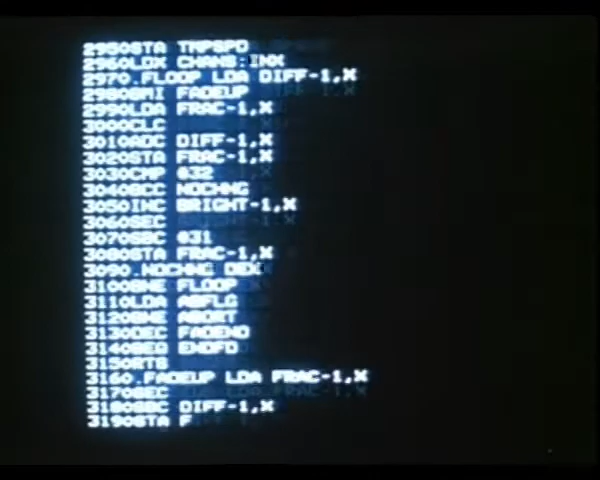 2950STA TMPSPD
2960LDX CHANS:INX
2970.FLOOP LDA DIFF-1,X
2980BMI FADEUP
2990LDA FRAC-1,X
3000CLC
3010ADC DIFF-1,X
3020STA FRAC-1,X
3030CMP @32
3040BCC NOCHNG
3050INC BRIGHT-1,X
3060SEC
3070SBC @31
3080STA FRAC-1,X
3090.NOCHNG DEX
3100BNE FLOOP
3110LDA ABFLG
3120BNE ABORT
3130DEC FADEND
3140BEQ ENDFD
3150RTS
3160.FADEUP LDA FRAC-1,X
3170SEC
3180SBC DIFF-1,X
3190STA F